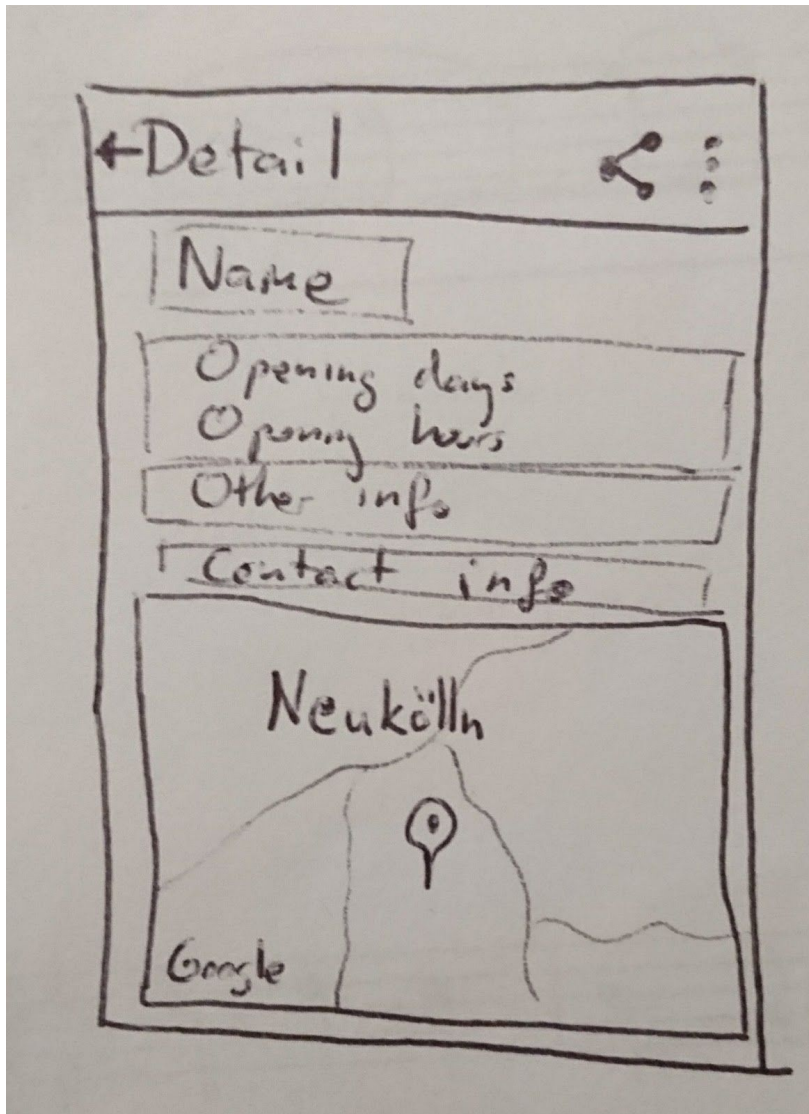 Detail
Name
Opening days
Opening hours
Other info
Contact info
Neukölln
Google